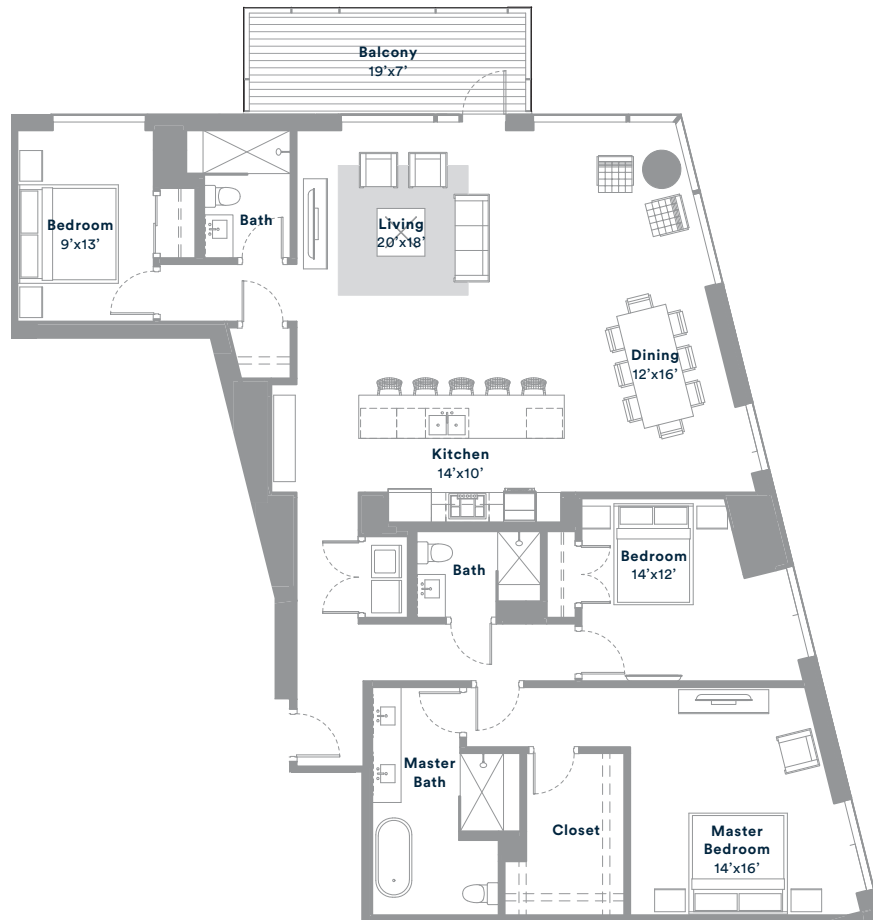 Balcony
19’x7’
Bedroom
9’x13’
Bath
Living
20’x18’
Dining
12’x16’
Kitchen
14’x10’
Bath
Bedroom
14’x12’
Master
Bath
Closet
Master
Bedroom
14’x16’